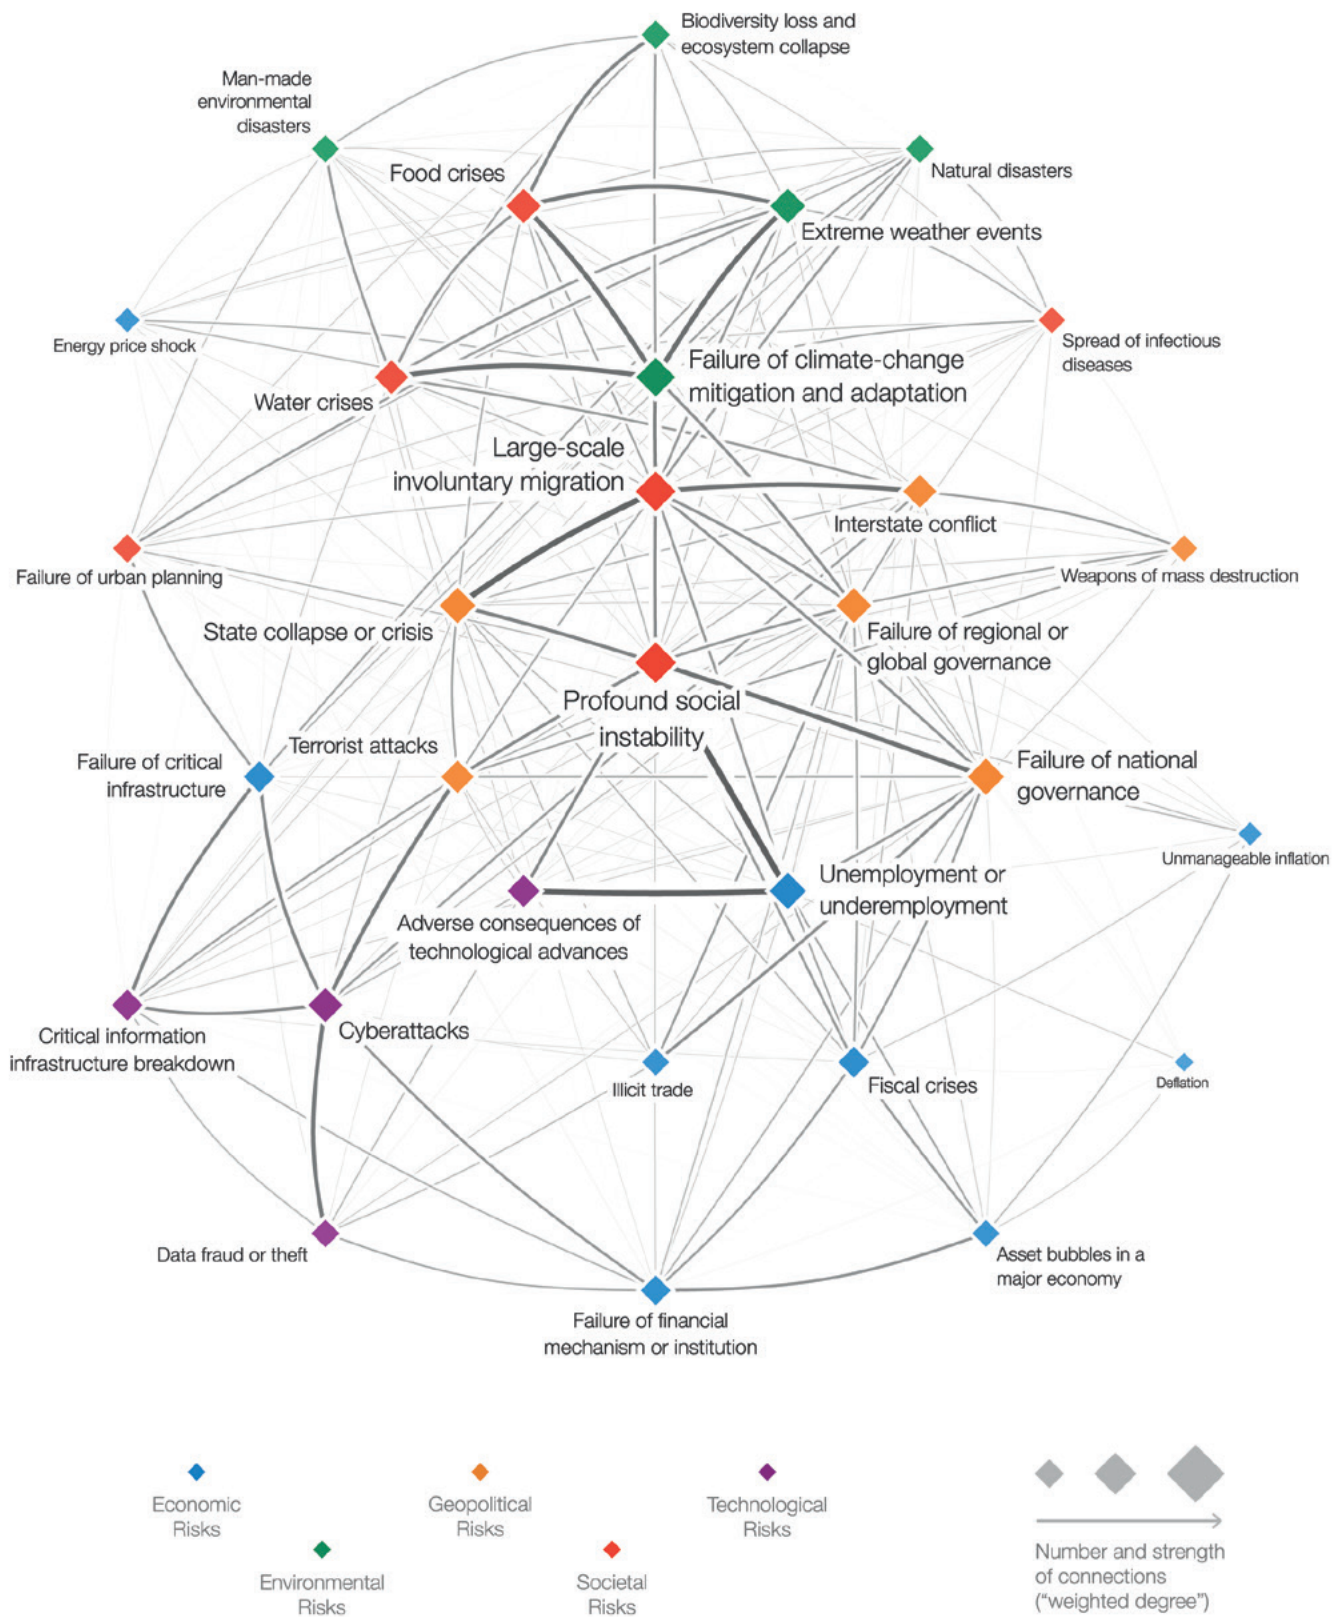 Biodiversity loss and
ecosystem collapse
Man-made
environmental
disasters
Food crises
Natural disasters
Extreme weather events
Energy price shock
Spread of infectious
diseases
Failure of climate-change
mitigation and adaptation
Water crises
Large-scale
involuntary migration
Interstate conflict
Failure of urban planning
Weapons of mass destruction
State collapse or crisis
Failure of regional or
global governance
Profound social
instability
Terrorist attacks
Failure of critical
infrastructure
Failure of national
governance
Unmanageable inflation
Unemployment or
underemployment
Adverse consequences of
technological advances
Critical information
infrastructure breakdown
Cyberattacks
Illicit trade
Fiscal crises
Deflation
Data fraud or theft
Asset bubbles in a
major economy
Failure of financial
mechanism or institution
Economic
Risks
Geopolitical
Risks
Technological
Risks
Environmental
Risks
Societal
Risks
Number and strength
of connections
("weighted degree")